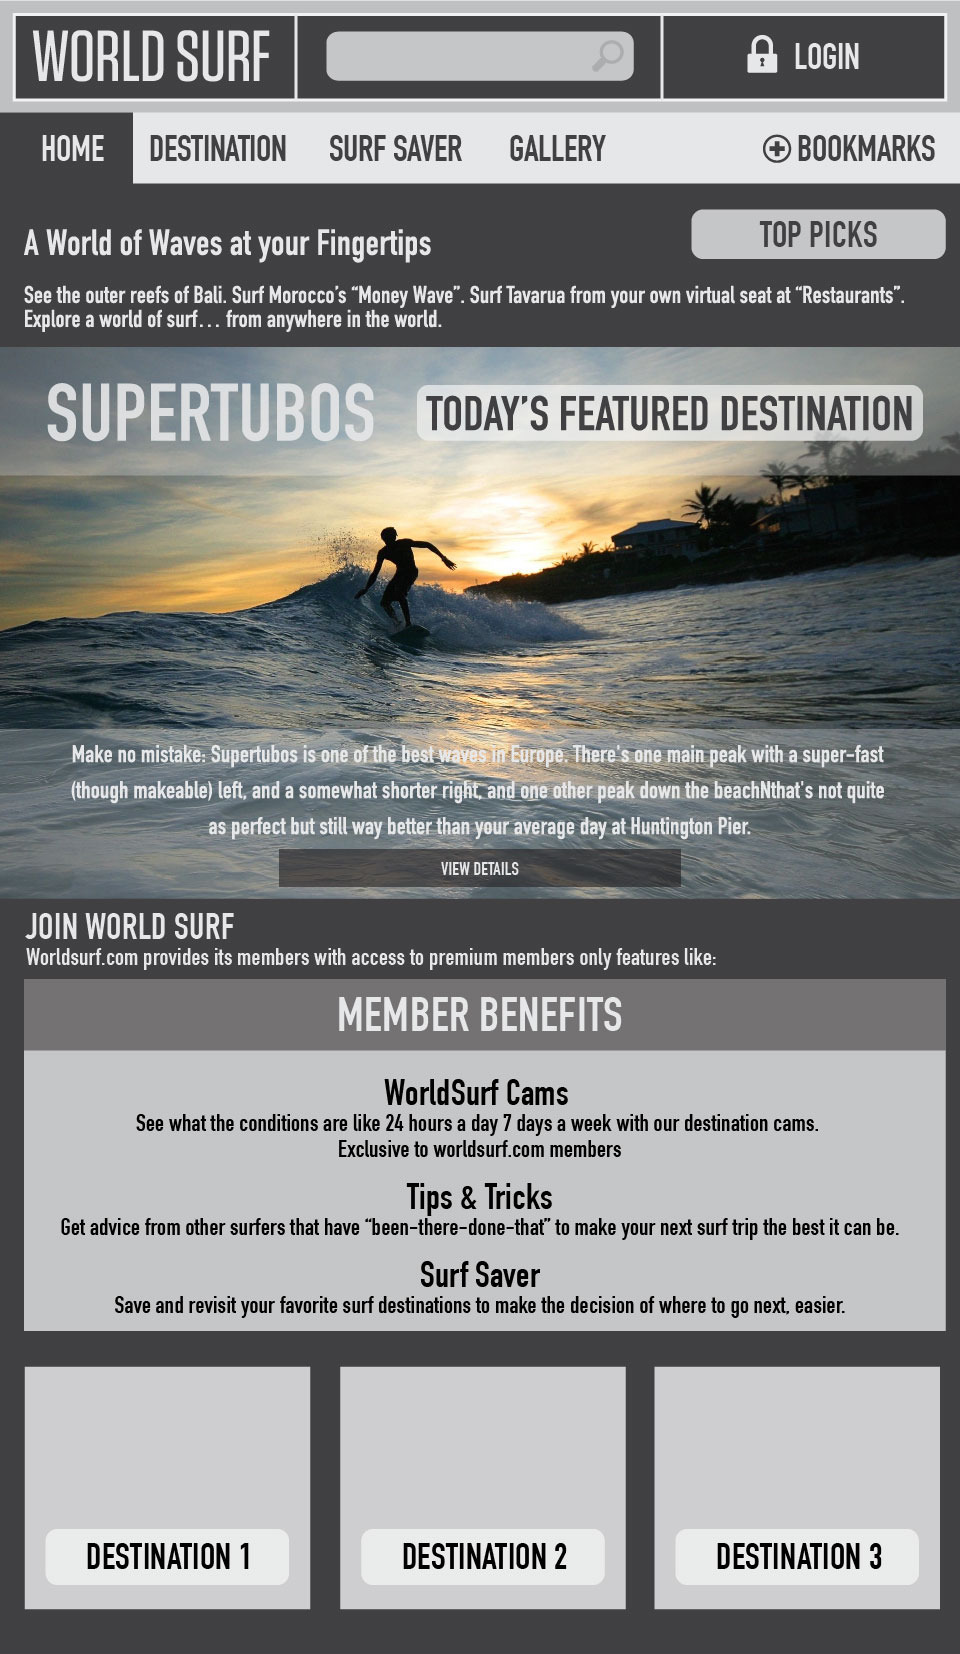 WORLD SURF
LOGIN
HOME
DESTINATION
SURF SAVER
GALLERY
BOOKMARKS
TOP PICKS
A World of Waves at your Fingertips
See the outer reefs of Bali. Surf Morocco’s “Money Wave”. Surf Tavarua from your own virtual seat at “Restaurants”.
Explore a world of surf… from anywhere in the world.
SUPERTUBOS
TODAY’S FEATURED DESTINATION
Make no mistake: Supertubos is one of the best waves in Europe. There's one main peak with a super-fast
(though makeable) left, and a somewhat shorter right, and one other peak down the beachNthat's not quite
as perfect but still way better than your average day at Huntington Pier.
VIEW DETAILS
JOIN WORLD SURF
Worldsurf.com provides its members with access to premium members only features like:
MEMBER BENEFITS
WorldSurf Cams
See what the conditions are like 24 hours a day 7 days a week with our destination cams.
Exclusive to worldsurf.com members
Tips & Tricks
Get advice from other surfers that have “been-there-done-that” to make your next surf trip the best it can be.
Surf Saver
Save and revisit your favorite surf destinations to make the decision of where to go next, easier.
DESTINATION 1
DESTINATION 2
DESTINATION 3